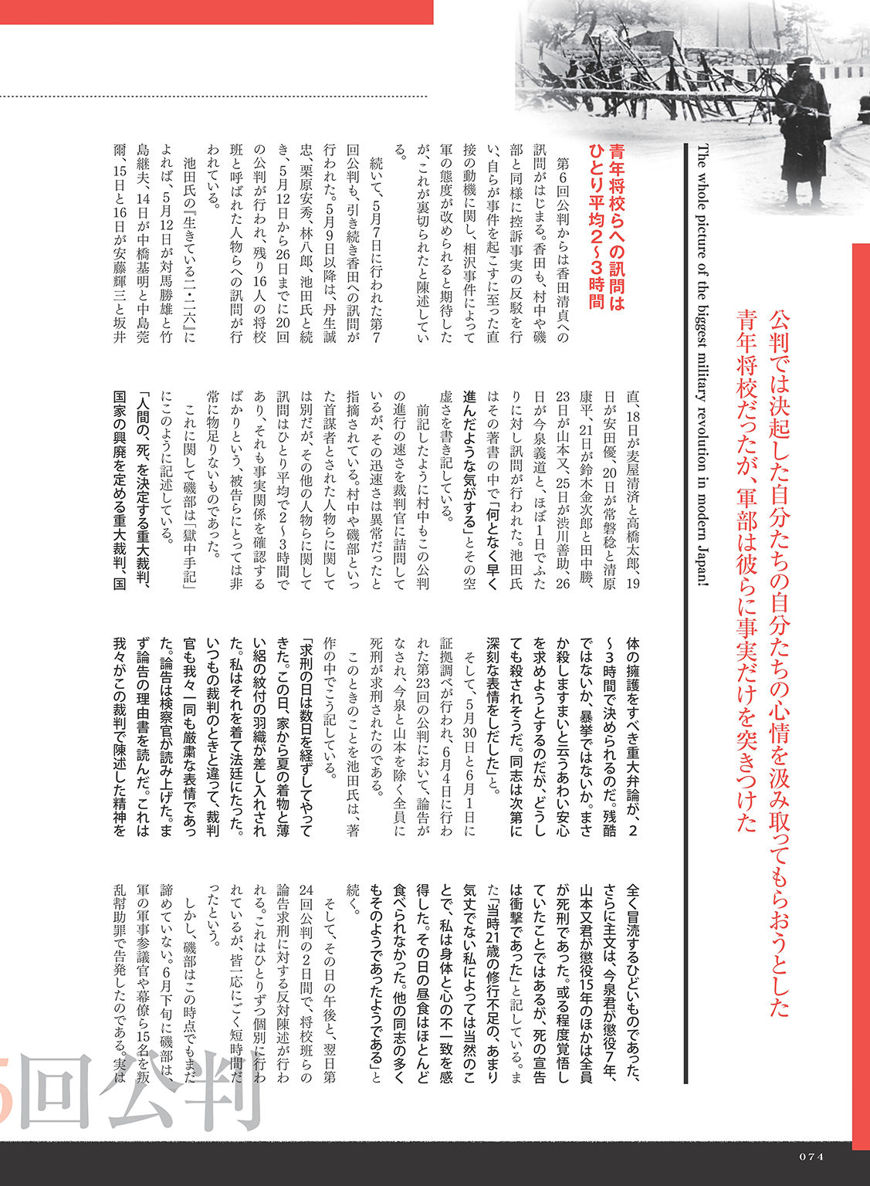 公判では決起した自分たちの自分たちの心情を汲み取ってもらおうとした
青年将校だったが、軍部は彼らに事実だけを突きつけた
The whole picture of the biggest military revolution in modern Japan!
青年将校らへの訊問は
ひとり平均2〜3時間
第6回公判からは香田清貞への
訊問がはじまる。香田も、村中や磯
部と同様に控訴事実の反駁を行
い、自らが事件を起こすに至った直
接の動機に関し、相沢事件によって
軍の態度が改められると期待した
が、これが裏切られたと陳述してい
る。
続いて、5月7日に行われた第7
回公判も、引き続き香田への訊問が
行われた。5月9日以降は、丹生誠
忠、栗原安秀、林八郎、池田氏と続
き、5月12日から26日までに20回
の公判が行われ、残り16人の将校
班と呼ばれた人物らへの訊問が行
われている。
池田氏の『生きている二・二六』に
よれば、5月12日が対馬勝雄と竹
島継夫、14日が中橋基明と中島莞
爾、15日と16日が安藤輝三と坂井
直、18日が麦屋清済と高橋太郎、19
日が安田優、20日が常盤稔と清原
康平、21日が鈴木金次郎と田中勝、
23日が山本又、25日が渋川善助、26
日が今泉義道と、ほぼ1日でふた
りに対し訊問が行われた。池田氏
はその著書の中で「何となく早く
進んだような気がする」とその空
虚さを書き記している。
前記したように村中もこの公判
の進行の速さを裁判官に詰問して
いるが、その迅速さは異常だったと
指摘されている。村中や磯部といっ
た首謀者とされた人物らに関して
は別だが、その他の人物らに関して
訊問はひとり平均で2〜3時間で
あり、それも事実関係を確認する
ばかりという、被告らにとっては非
常に物足りないものであった。
これに関して磯部は「獄中手記」
にこのように記述している。
「人間の、死、を決定する重大裁判、
国家の興廃を定める重大裁判、国
体の擁護をすべき重大弁論が、2
〜3時間で決められるのだ。残酷
ではないか、暴挙ではないか。まさ
か殺しますまいと云うあわい安心
を求めようとするのだが、どうし
ても殺されそうだ。同志は次第に
深刻な表情をしだした」と。
そして、5月30日と6月1日に
証拠調べが行われ、6月4日に行わ
れた第23回の公判において、論告が
なされ、今泉と山本を除く全員に
死刑が求刑されたのである。
このときのことを池田氏は、著
作の中でこう記している。
「求刑の日は数日を経ずしてやって
きた。この日、家から夏の着物と薄
い絽の紋付の羽織が差し入れされ
た。私はそれを着て法廷にたった。
いつもの裁判のときと違って、裁判
官も我々一同も厳粛な表情であっ
た。論告は検察官が読み上げた。ま
ず論告の理由書を読んだ。これは
我々がこの裁判で陳述した精神を
全く冒涜するひどいものであった、
さらに主文は、今泉君が懲役7年、
山本又君が懲役15年のほかは全員
が死刑であった。或る程度覚悟し
ていたことではあるが、死の宣告
は衝撃であった」と記している。ま
た「当時21歳の修行不足の、あまり
気丈でない私によっては当然のこ
とで、私は身体と心の不一致を感
得した。その日の昼食はほとんど
食べられなかった。他の同志の多く
もそのようであったようである」と
続く。
そして、その日の午後と、翌日第
24回公判の2日間で、将校班らの
論告求刑に対する反対陳述が行わ
れる。これはひとりずつ個別に行わ
れているが、皆一応にごく短時間だ
ったという。
しかし、磯部はこの時点でもまだ
諦めていない。6月下旬に磯部は、
軍の軍事参議官や幕僚ら15名を叛
乱幇助罪で告発したのである。実は
5回公判
074